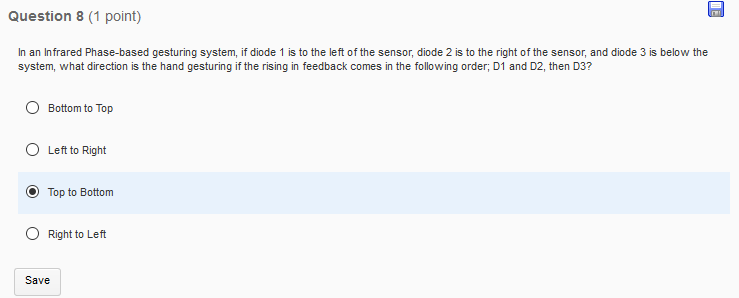 Question 8 (1 point)
In an Infrared Phase-based gesturing system, if diode 1 is to the left of the sensor, diode 2 is to the right of the sensor, and diode 3 is below the
system, what direction is the hand gesturing if the rising in feedback comes in the following order; D1 and D2, then D3?
Bottom to Top
Left to Right
Top to Bottom
Right to Left
Save